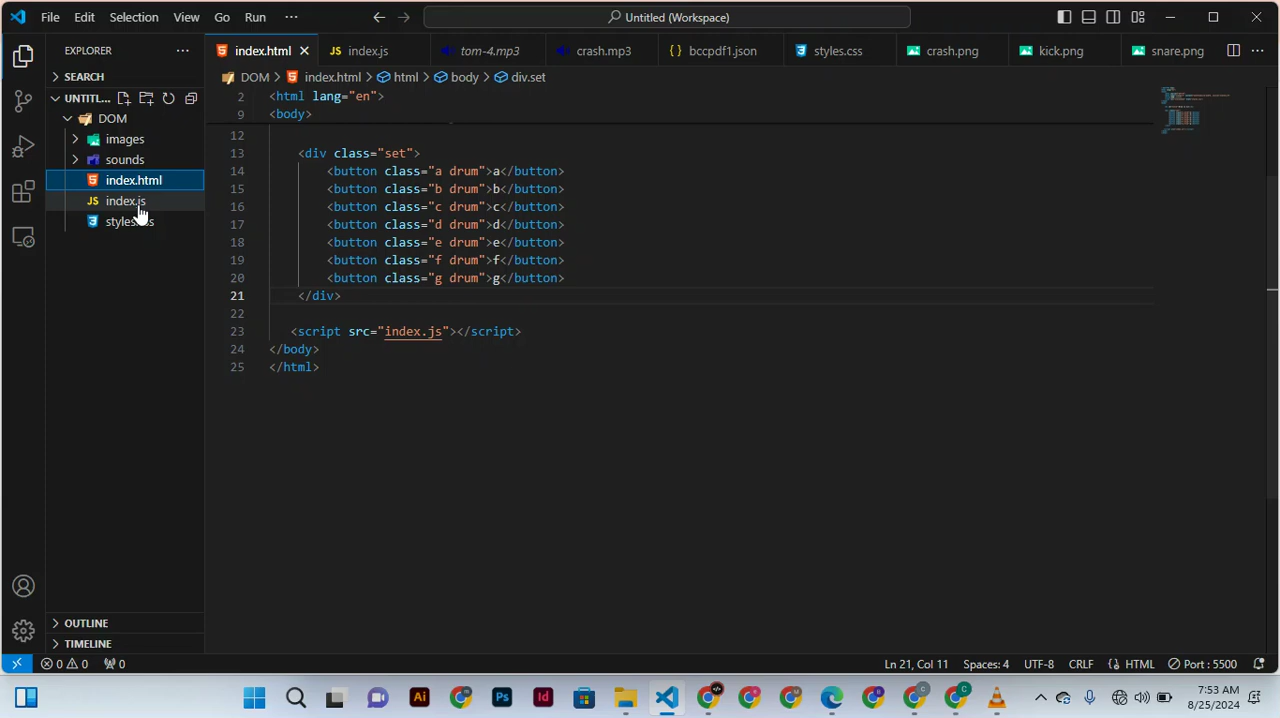 File Edit Selection View Go Run ··· Untitled (Workspace)
EXPLORER ···
index.html index.js tom-4.mp3 crash.mp3 bccpdf1.json styles.css crash.png kick.png snare.png ···
DOM > index.html > html > body > div.set
SEARCH
UNTITL...
DOM
images
sounds
index.html
index.js
OUTLINE
TIMELINE
2 <html lang="en">
9 <body>
12
13 <div class="set">
14 <button class="a drum">a</button>
15 <button class="b drum">b</button>
16 <button class="c drum">c</button>
17 <button class="d drum">d</button>
18 <button class="e drum">e</button>
19 <button class="f drum">f</button>
20 <button class="g drum">g</button>
21 </div>
22
23 <script src="index.js"></script>
24 </body>
25 </html>
0 0 0 Ln 21, Col 11 Spaces: 4 UTF-8 CRLF HTML Port : 5500
7:53 AM
8/25/2024